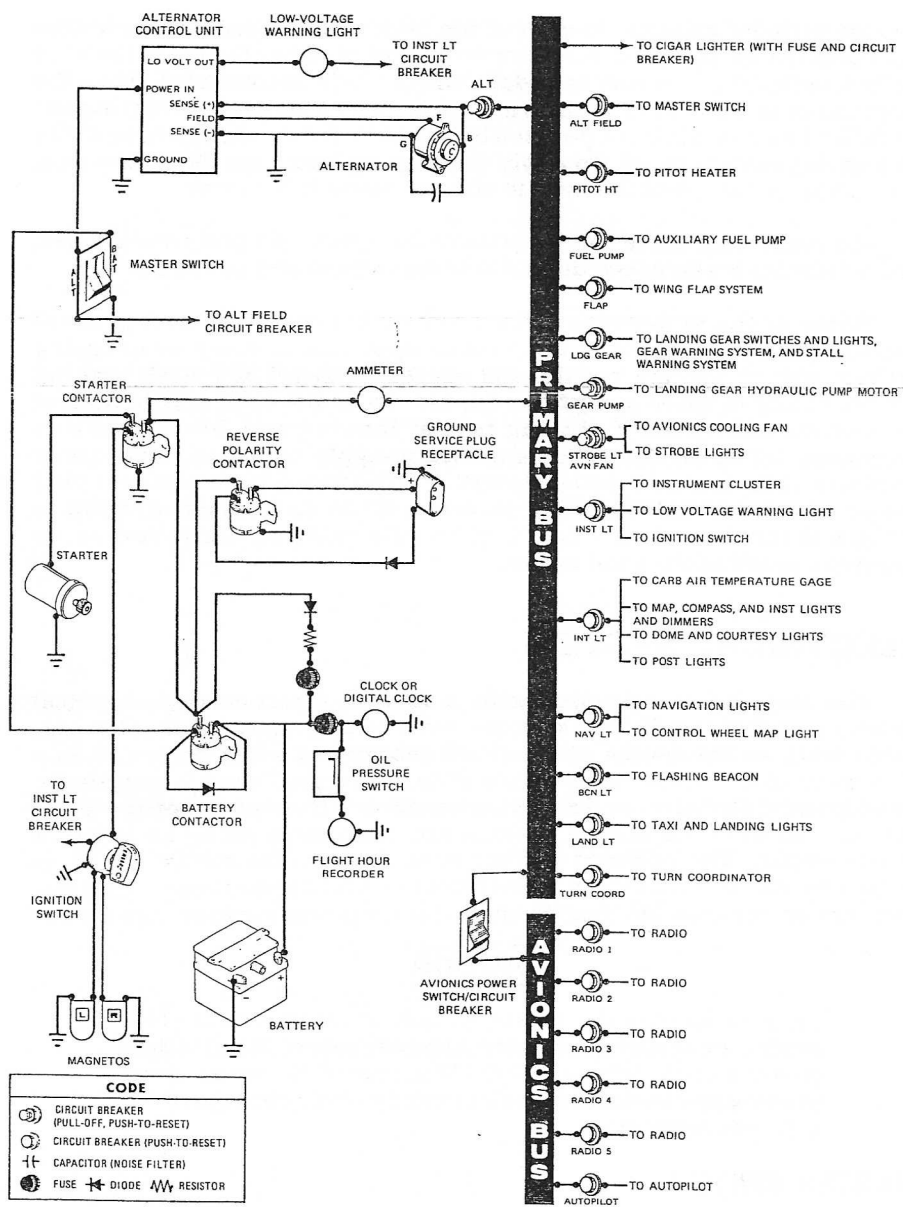 ALTERNATOR
CONTROL UNIT
LOW-VOLTAGE
WARNING LIGHT
TO INST LT
CIRCUIT
BREAKER
LO VOLT OUT
POWER IN
SENSE (+)
FIELD
SENSE (-)
GROUND
ALT
F
G
B
C
ALTERNATOR
BAT
ALT
MASTER SWITCH
TO ALT FIELD
CIRCUIT BREAKER
STARTER
CONTACTOR
AMMETER
REVERSE
POLARITY
CONTACTOR
GROUND
SERVICE PLUG
RECEPTACLE
-
+
STARTER
CLOCK OR
DIGITAL CLOCK
OIL
PRESSURE
SWITCH
BATTERY
CONTACTOR
FLIGHT HOUR
RECORDER
TO
INST LT
CIRCUIT
BREAKER
IGNITION
SWITCH
L
R
MAGNETOS
+
-
BATTERY
AVIONICS POWER
SWITCH/CIRCUIT
BREAKER
PRIMARY BUS
AVIONICS BUS
TO CIGAR LIGHTER (WITH FUSE AND CIRCUIT
BREAKER)
ALT FIELD
TO MASTER SWITCH
PITOT HT
TO PITOT HEATER
FUEL PUMP
TO AUXILIARY FUEL PUMP
FLAP
TO WING FLAP SYSTEM
LDG GEAR
TO LANDING GEAR SWITCHES AND LIGHTS,
GEAR WARNING SYSTEM, AND STALL
WARNING SYSTEM
GEAR PUMP
TO LANDING GEAR HYDRAULIC PUMP MOTOR
STROBE LT
AVN FAN
TO AVIONICS COOLING FAN
TO STROBE LIGHTS
INST LT
TO INSTRUMENT CLUSTER
TO LOW VOLTAGE WARNING LIGHT
TO IGNITION SWITCH
INT LT
TO CARB AIR TEMPERATURE GAGE
TO MAP, COMPASS, AND INST LIGHTS
AND DIMMERS
TO DOME AND COURTESY LIGHTS
TO POST LIGHTS
NAV LT
TO NAVIGATION LIGHTS
TO CONTROL WHEEL MAP LIGHT
BCN LT
TO FLASHING BEACON
LAND LT
TO TAXI AND LANDING LIGHTS
TURN COORD
TO TURN COORDINATOR
RADIO 1
TO RADIO
RADIO 2
TO RADIO
RADIO 3
TO RADIO
RADIO 4
TO RADIO
RADIO 5
TO RADIO
AUTOPILOT
TO AUTOPILOT
CODE
CIRCUIT BREAKER
(PULL-OFF, PUSH-TO-RESET)
CIRCUIT BREAKER (PUSH-TO-RESET)
CAPACITOR (NOISE FILTER)
FUSE DIODE RESISTOR